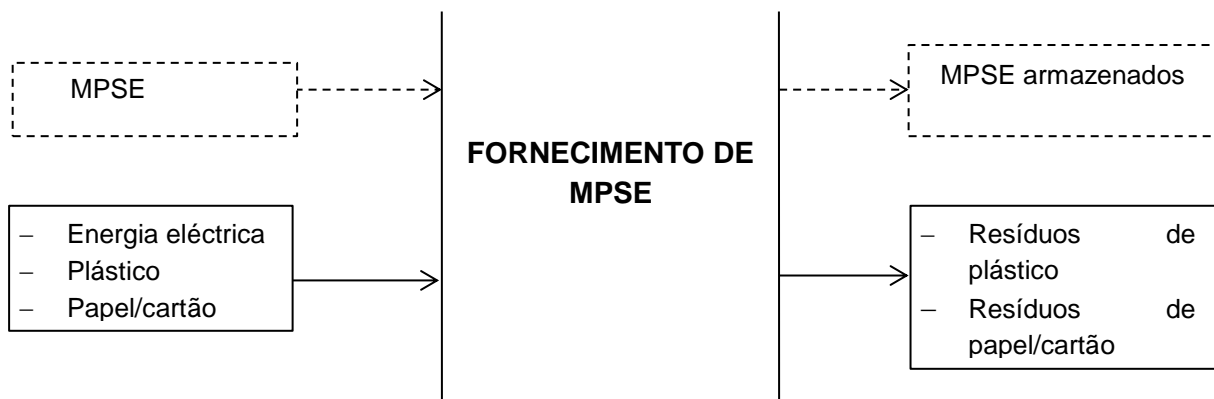 MPSE
– Energia eléctrica
– Plástico
– Papel/cartão
FORNECIMENTO DE
MPSE
MPSE armazenados
– Resíduos de
plástico
– Resíduos de
papel/cartão